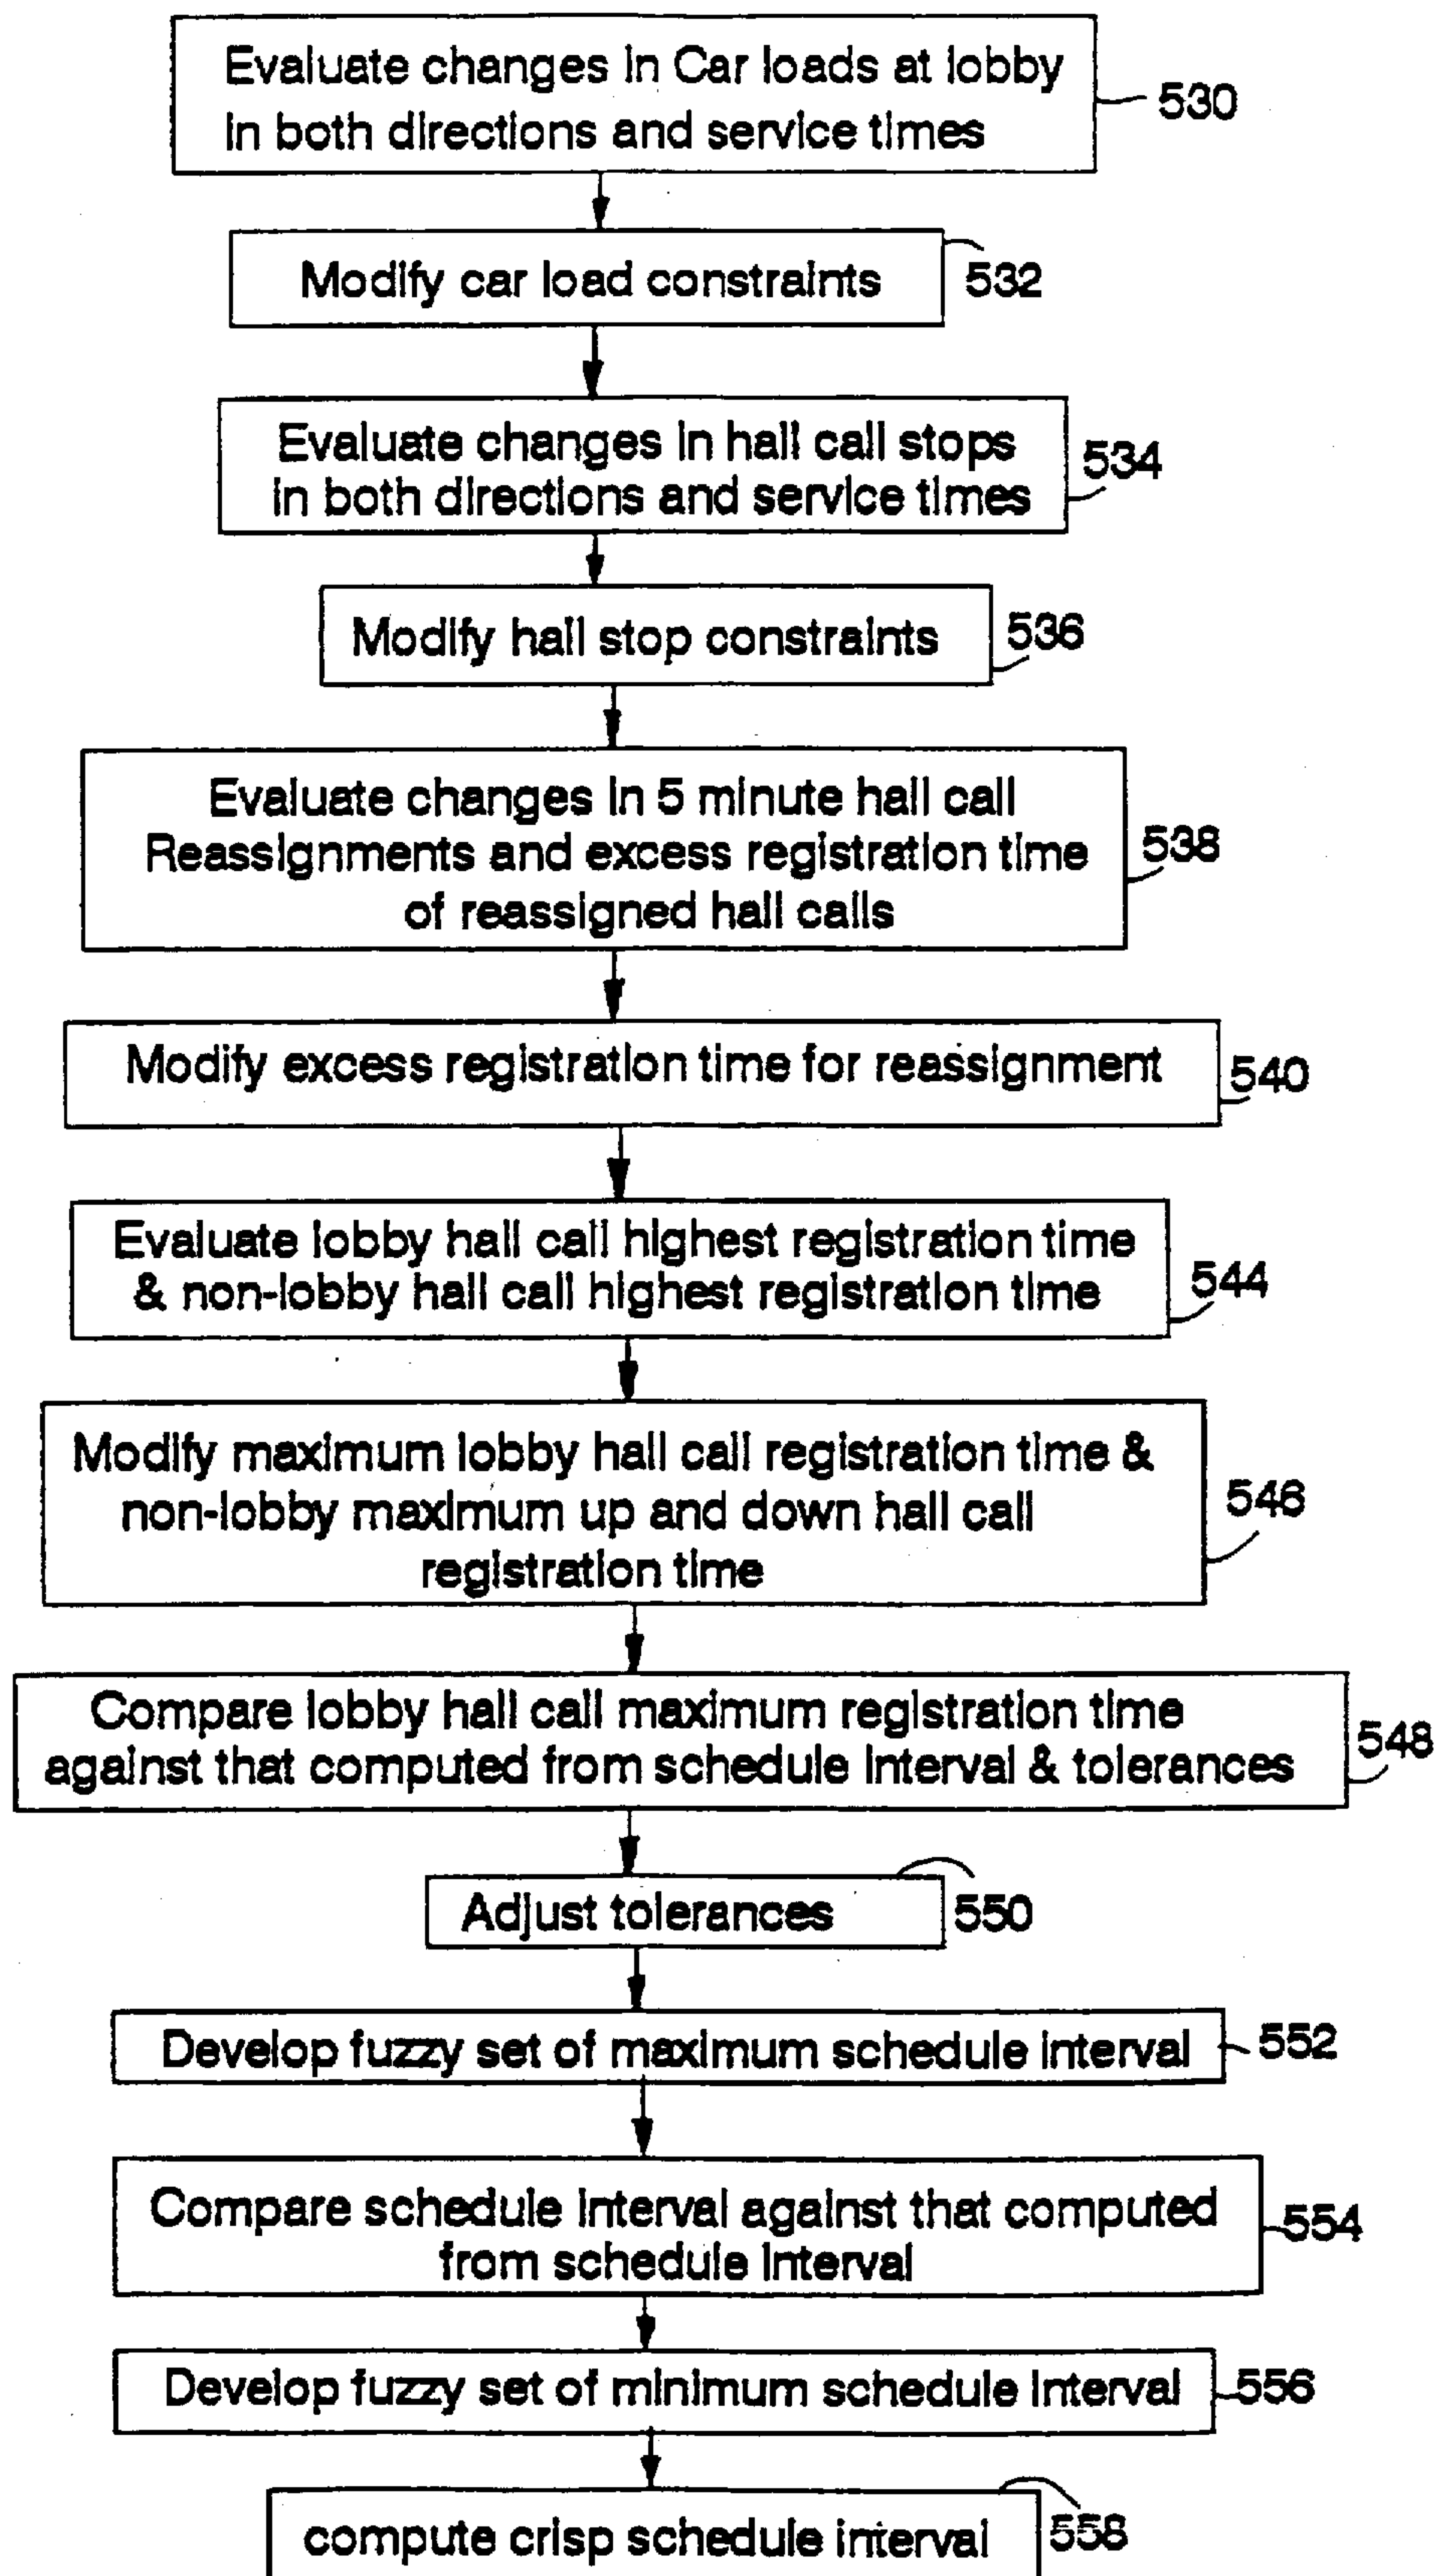 Evaluate changes in Car loads at lobby
in both directions and service times
530
Modify car load constraints
532
Evaluate changes in hall call stops
in both directions and service times
534
Modify hall stop constraints
536
Evaluate changes in 5 minute hall call
Reassignments and excess registration time
of reassigned hall calls
538
Modify excess registration time for reassignment
540
Evaluate lobby hall call highest registration time
& non-lobby hall call highest registration time
544
Modify maximum lobby hall call registration time &
non-lobby maximum up and down hall call
registration time
546
Compare lobby hall call maximum registration time
against that computed from schedule interval & tolerances
548
Adjust tolerances
550
Develop fuzzy set of maximum schedule interval
552
Compare schedule interval against that computed
from schedule interval
554
Develop fuzzy set of minimum schedule interval
556
compute crisp schedule interval
558